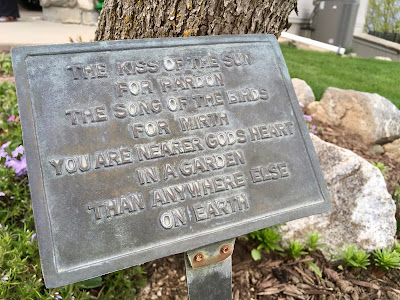 THE KISS OF THE SUN
FOR PARDON
THE SONG OF THE BIRDS
FOR MIRTH
YOU ARE NEARER GODS HEART
IN A GARDEN
THAN ANYWHERE ELSE
ON EARTH